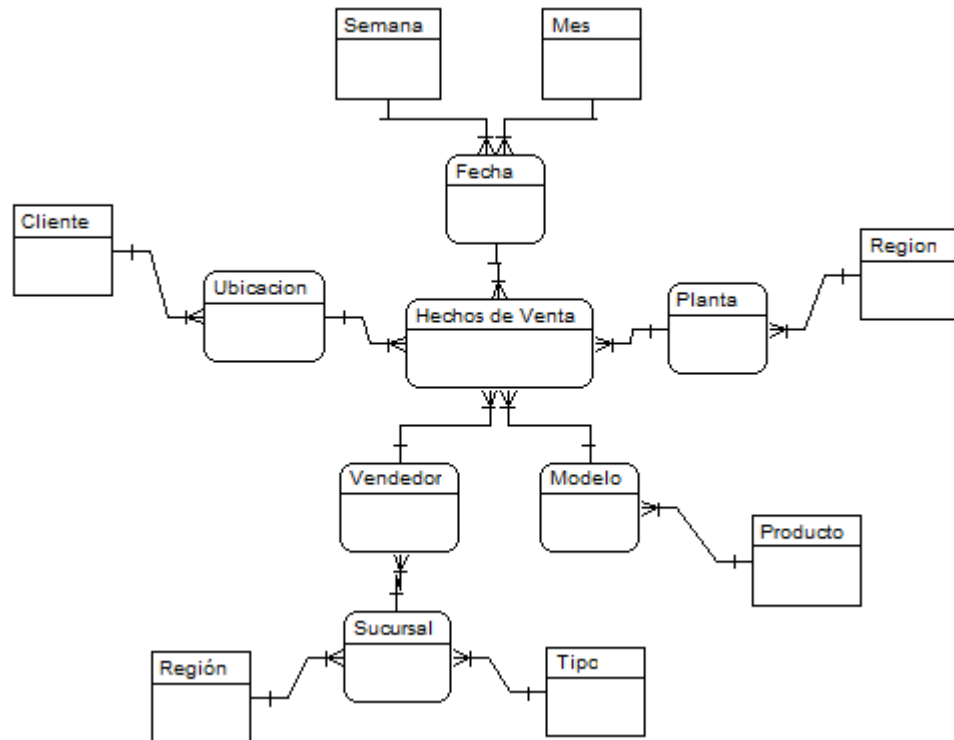 Semana
Mes
Fecha
Cliente
Region
Ubicacion
Hechos de Venta
Planta
Vendedor
Modelo
Producto
Sucursal
Región
Tipo